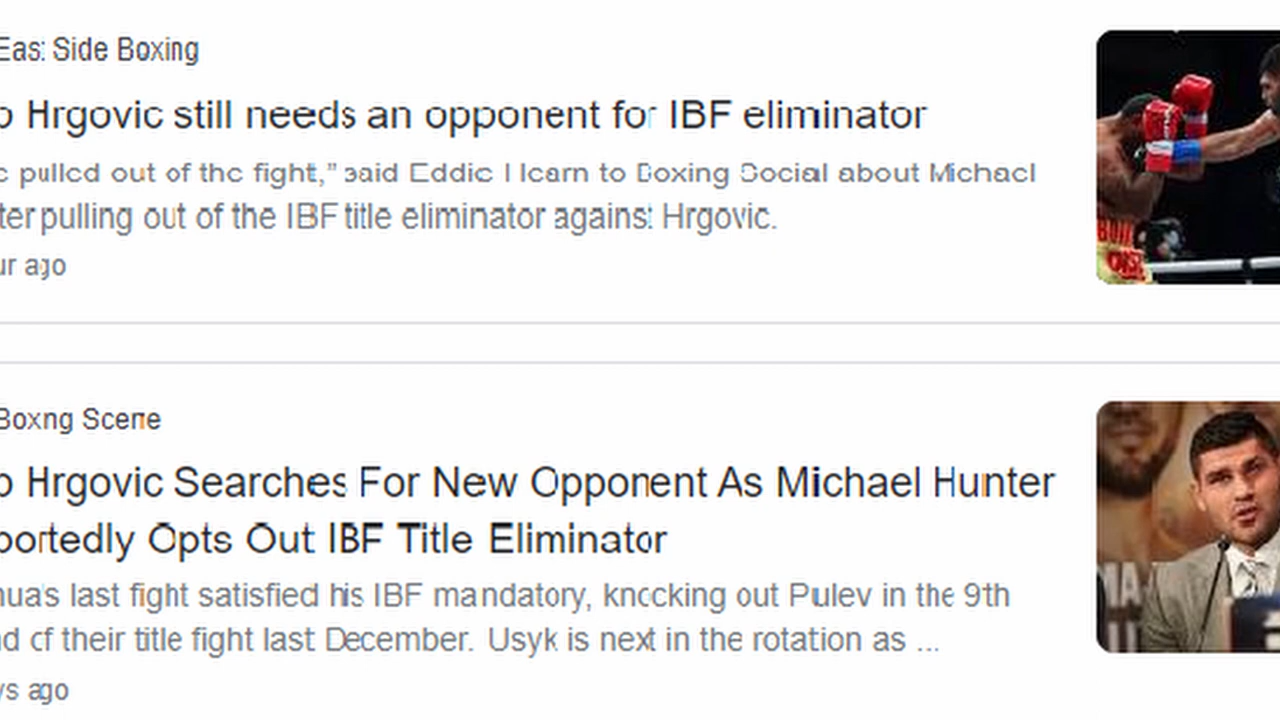 Eas: Side Boxing
o Hrgovic still needs an opponent for IBF eliminator
c pulled out of the fight,” said Eddie Hearn to Boxing Social about Michael
ter pulling out of the IBF title eliminator against Hrgovic.
ur ago
Boxng Scene
o Hrgovic Searches For New Opponent As Michael Hunter
portedly Opts Out IBF Title Eliminator
hua's last fight satisfied his IBF mandatory, knocking out Pulev in the 9th
nd of their title fight last December. Usyk is next in the rotation as ...
ys ago